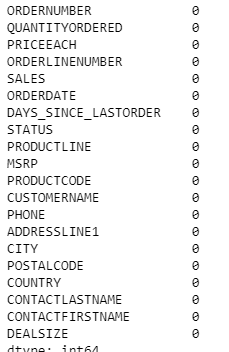 ORDERNUMBER 0
QUANTITYORDERED 0
PRICEEACH 0
ORDERLINENUMBER 0
SALES 0
ORDERDATE 0
DAYS_SINCE_LASTORDER 0
STATUS 0
PRODUCTLINE 0
MSRP 0
PRODUCTCODE 0
CUSTOMERNAME 0
PHONE 0
ADDRESSLINE1 0
CITY 0
POSTALCODE 0
COUNTRY 0
CONTACTLASTNAME 0
CONTACTFIRSTNAME 0
DEALSIZE 0
dtype: int64